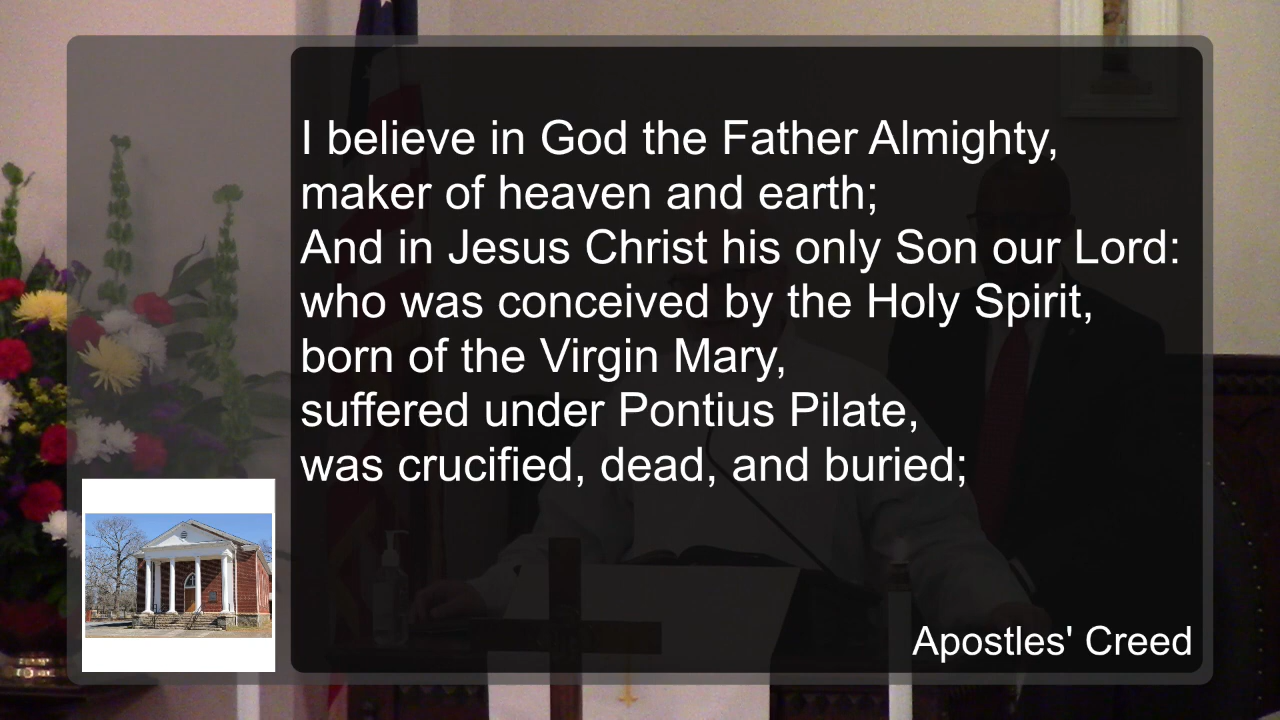 I believe in God the Father Almighty,
maker of heaven and earth;
And in Jesus Christ his only Son our Lord:
who was conceived by the Holy Spirit,
born of the Virgin Mary,
suffered under Pontius Pilate,
was crucified, dead, and buried;
Apostles' Creed